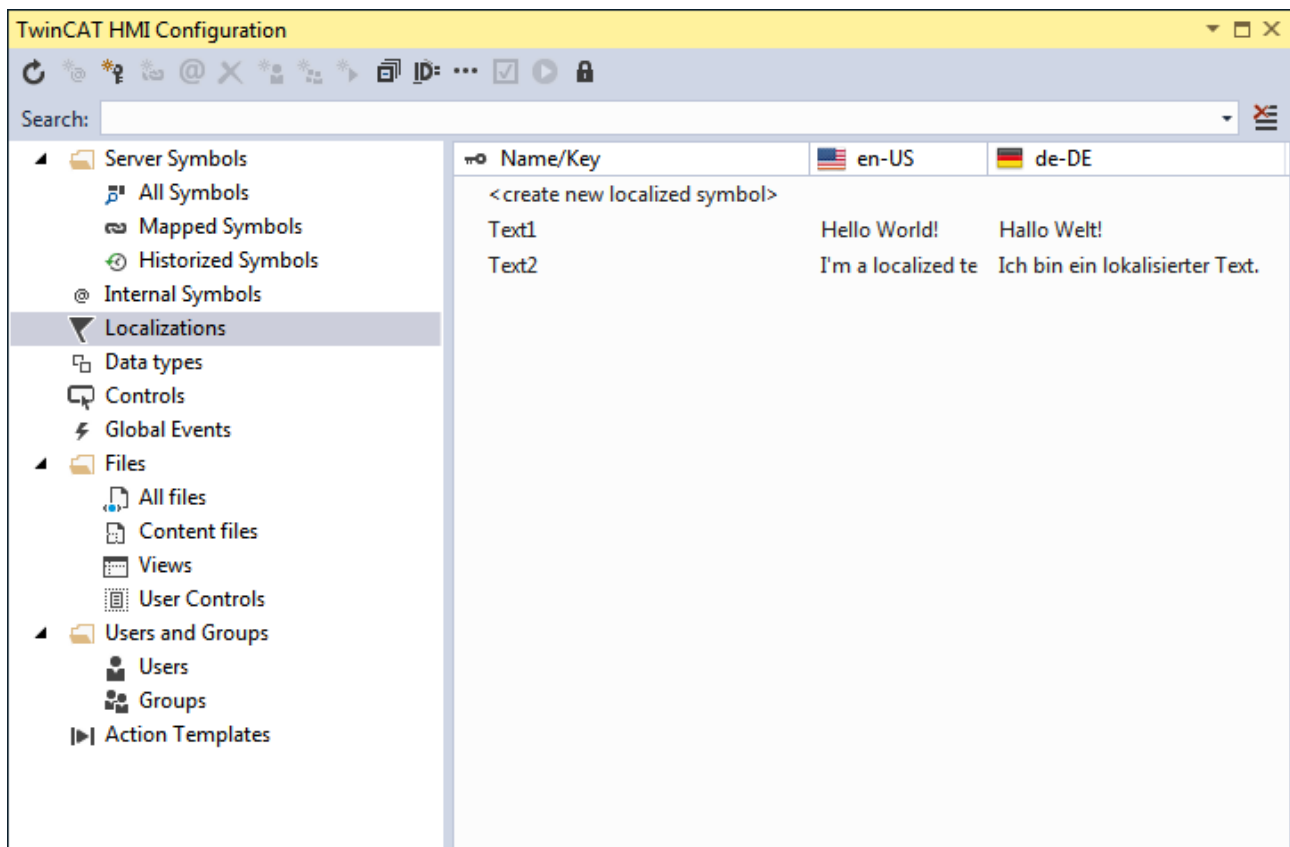 TwinCAT HMI Configuration
Search:
Server Symbols
All Symbols
Mapped Symbols
Historized Symbols
Internal Symbols
Localizations
Data types
Controls
Global Events
Files
All files
Content files
Views
User Controls
Users and Groups
Users
Groups
Action Templates
Name/Key en-US de-DE
<create new localized symbol>
Text1 Hello World! Hallo Welt!
Text2 I'm a localized te Ich bin ein lokalisierter Text.